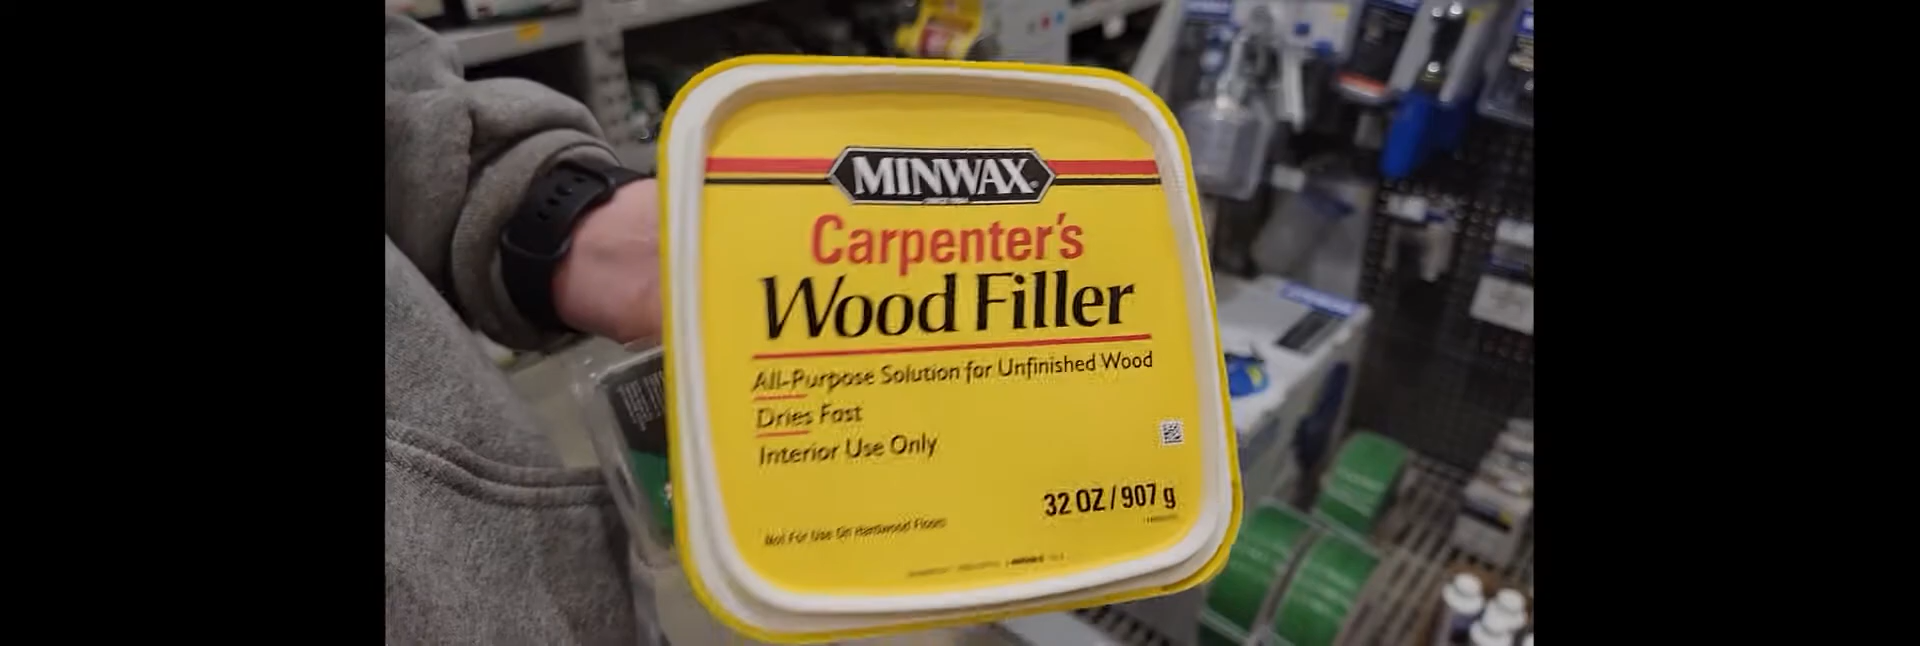 MINWAX
Carpenter's
Wood Filler
All-Purpose Solution for Unfinished Wood
Dries Fast
Interior Use Only
32 OZ / 907 g
Not For Use On Hardwood Floors